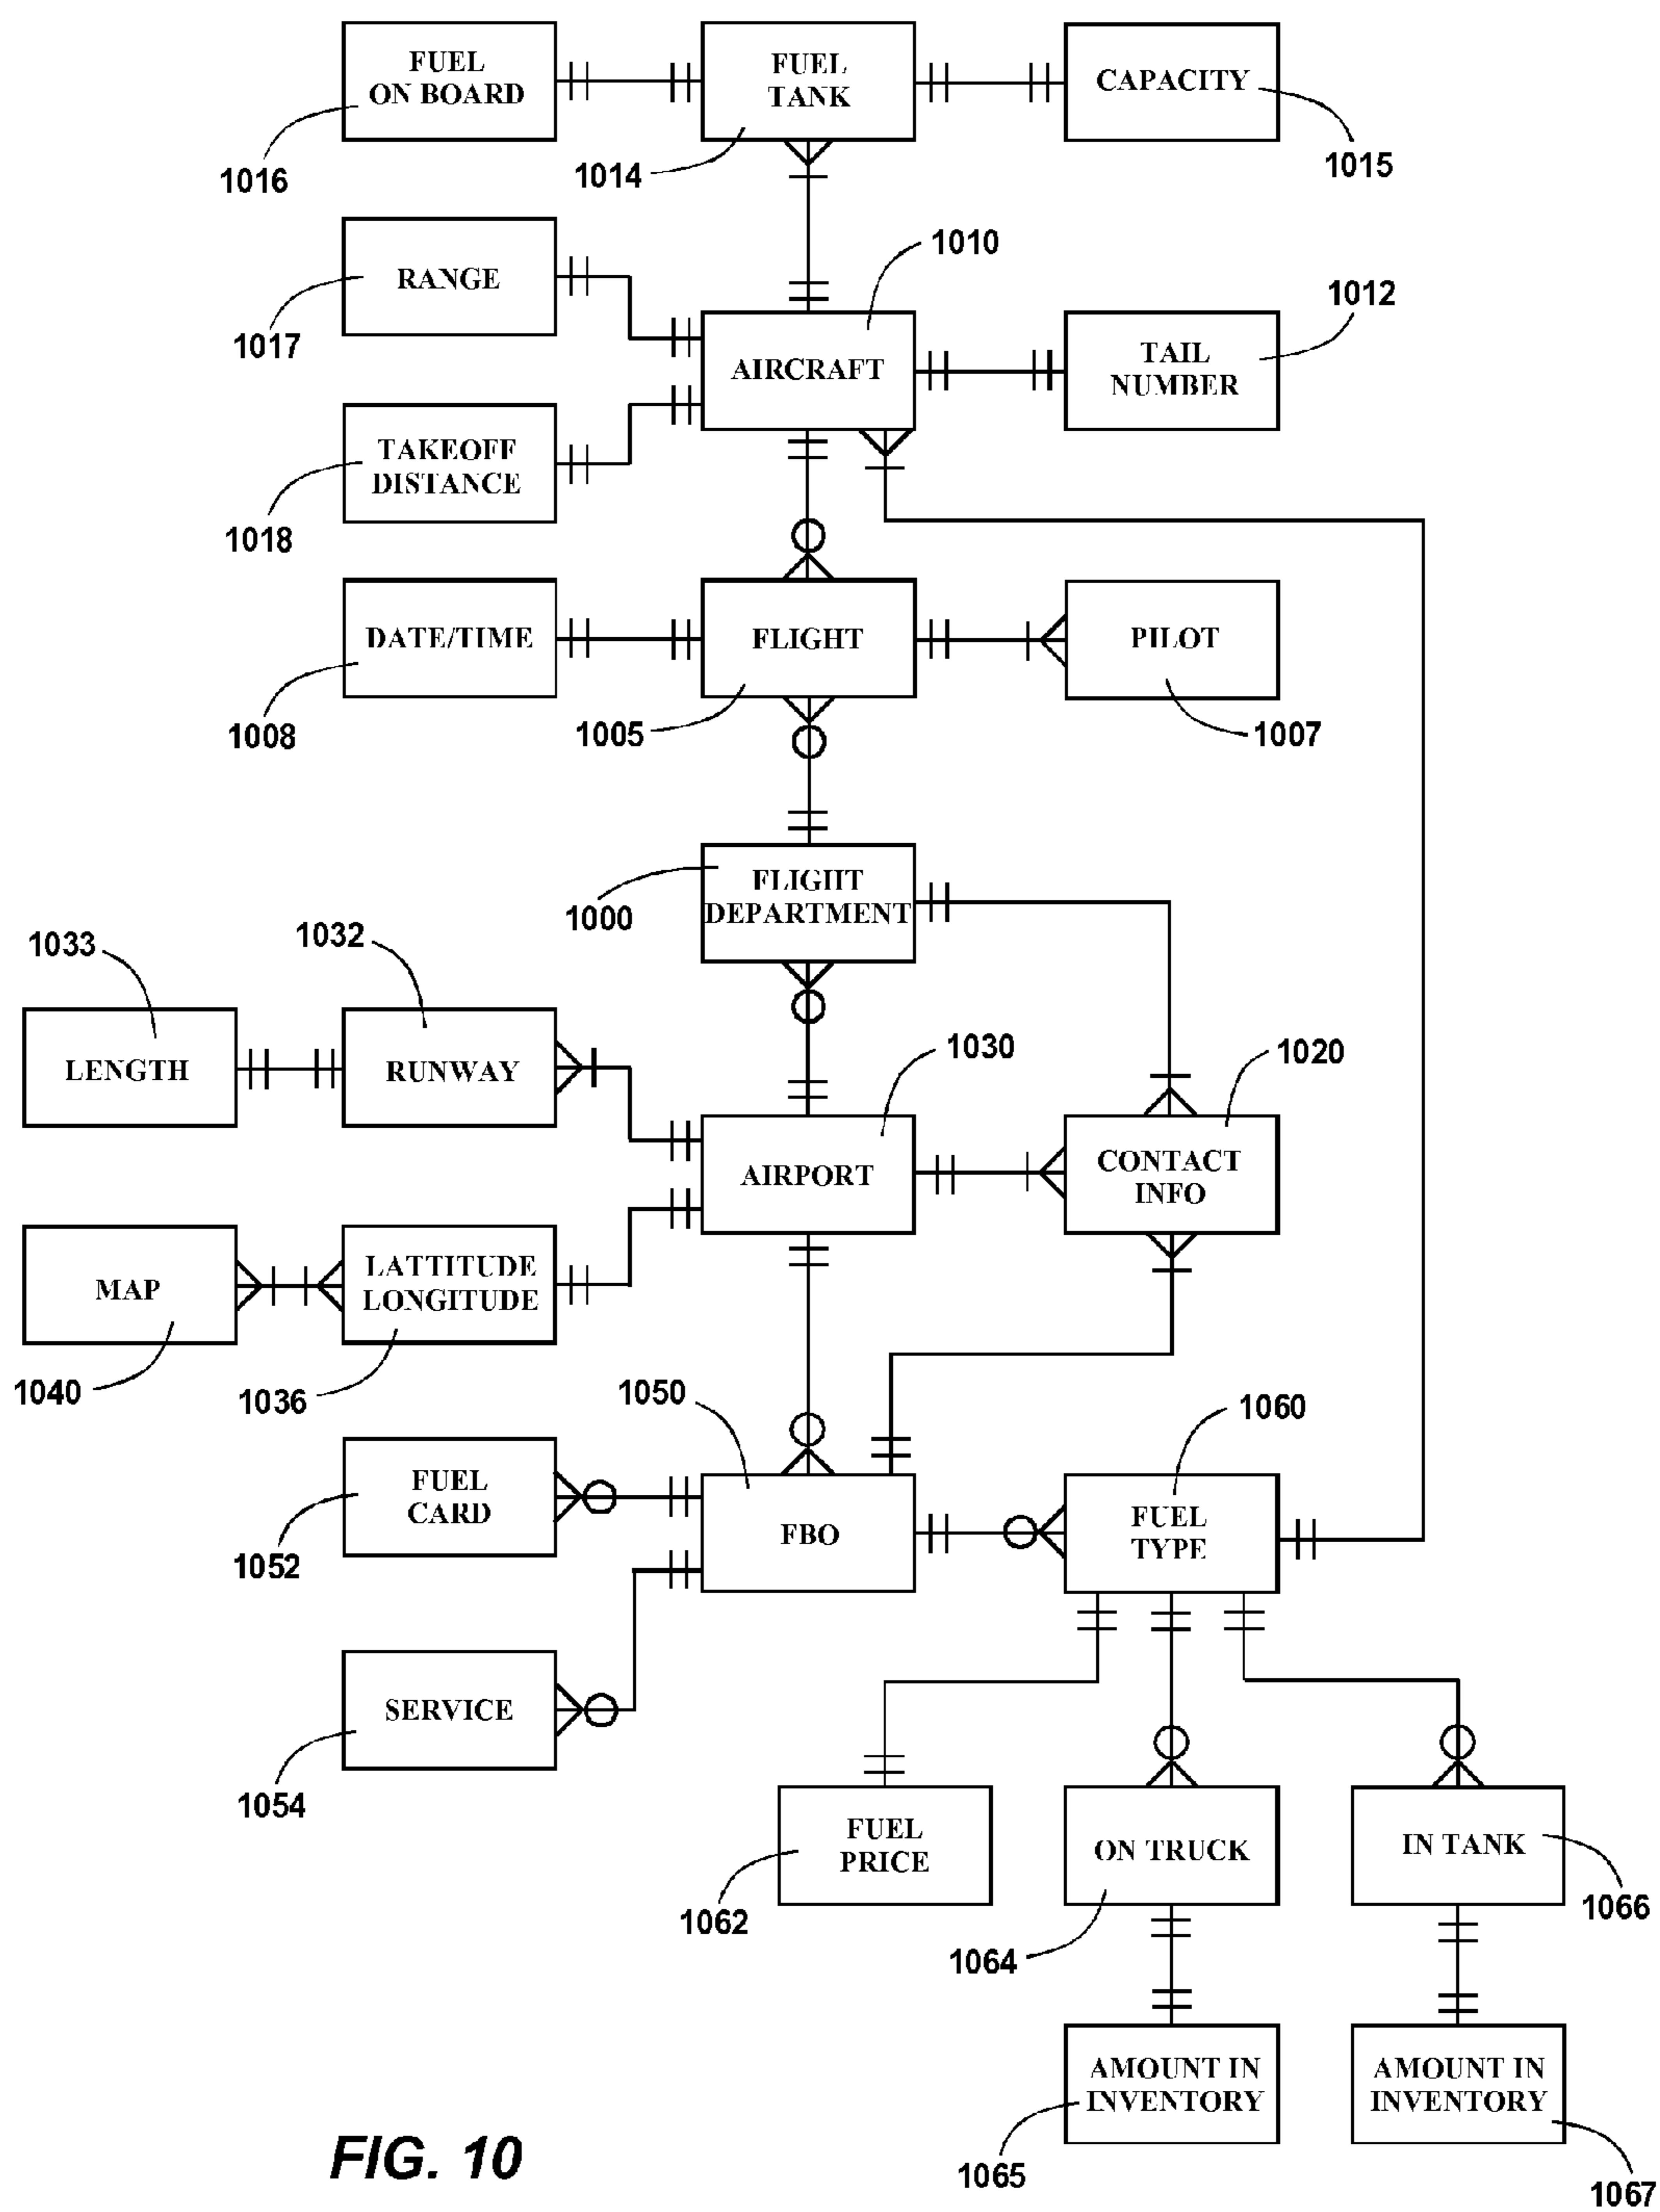 FUEL
ON BOARD
FUEL
TANK
CAPACITY
1016
1014
1015
RANGE
1010
1012
1017
AIRCRAFT
TAIL
NUMBER
TAKEOFF
DISTANCE
1018
DATE/TIME
FLIGHT
PILOT
1008
1005
1007
FLIGHT
DEPARTMENT
1000
1033
1032
1030
1020
LENGTH
RUNWAY
AIRPORT
CONTACT
INFO
MAP
LATTITUDE
LONGITUDE
1040
1036
1050
1060
FUEL
CARD
FBO
FUEL
TYPE
1052
SERVICE
1054
FUEL
PRICE
ON TRUCK
IN TANK
1062
1064
1066
AMOUNT IN
INVENTORY
AMOUNT IN
INVENTORY
1065
1067
FIG. 10